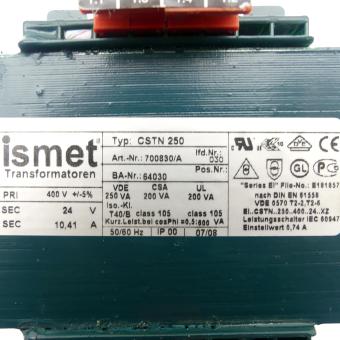 ismet
Transformatoren
Typ: CSTN 250
lfd.Nr.:
Art.-Nr.: 700830/A
030
Pos.Nr.:
BA-Nr.: 64030
PRI 400 V +/-5%
SEC 24 V
SEC 10,41 A
VDE CSA UL
250 VA 200 VA 200 VA
Iso.-Kl.
T40/B class 105 class 105
Kurz.Leist.bei cosPhi =0,5:600 VA
50/60 Hz IP 00 07/08
"Series EI" File-No.: E181857
nach DIN EN 61558
VDE 0570 T2-2,T2-6
EI..CSTN..250..400..24..XZ
Leistungsschalter IEC 60947
Einstellwert 0,74 A